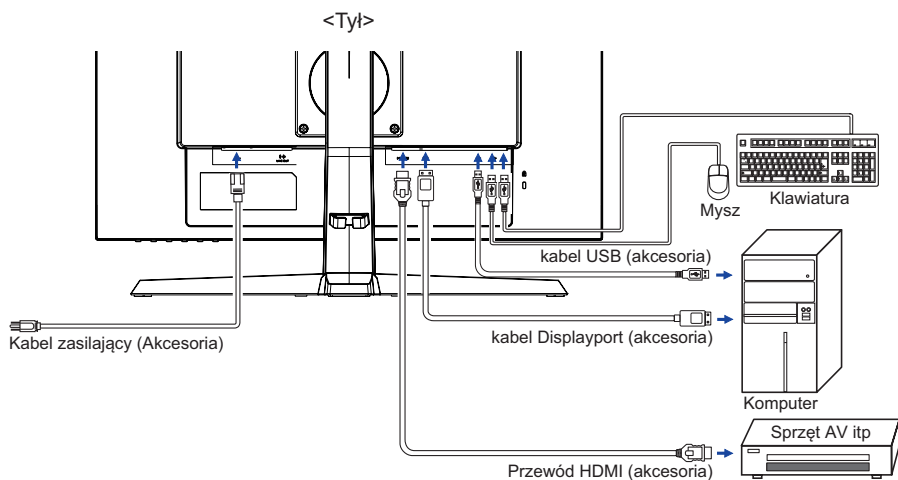 <Tył>
Mysz
Klawiatura
kabel USB (akcesoria)
Kabel zasilający (Akcesoria)
kabel Displayport (akcesoria)
Komputer
Sprzęt AV itp
Przewód HDMI (akcesoria)